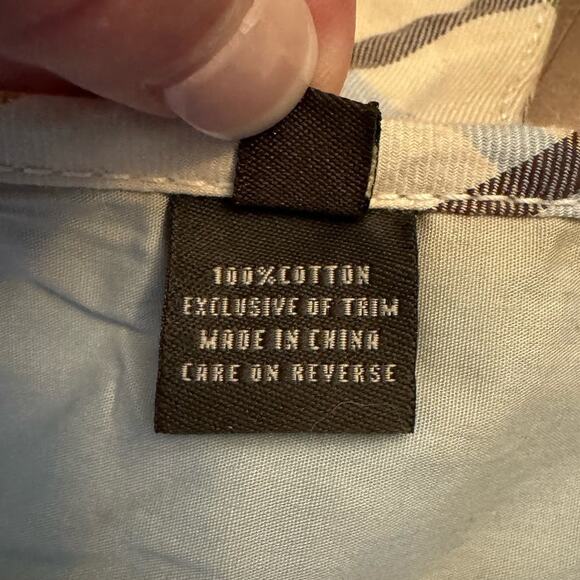 100%COTTON
EXCLUSIVE OF TRIM
MADE IN CHINA
CARE ON REVERSE